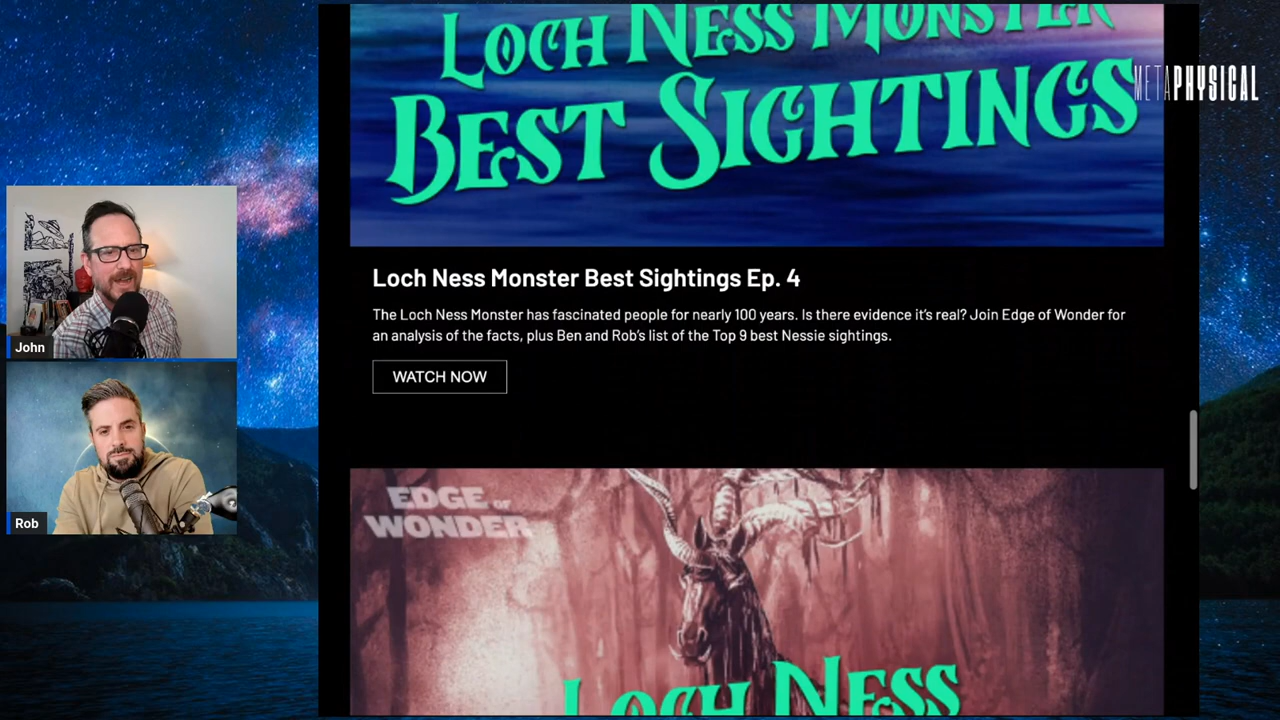 LOCH NESS MONSTER
BEST SIGHTINGS
METAPHYSICAL
Loch Ness Monster Best Sightings Ep. 4
The Loch Ness Monster has fascinated people for nearly 100 years. Is there evidence it's real? Join Edge of Wonder for
an analysis of the facts, plus Ben and Rob's list of the Top 9 best Nessie sightings.
WATCH NOW
John
EDGE OF
WONDER
Rob
LOCH NESS